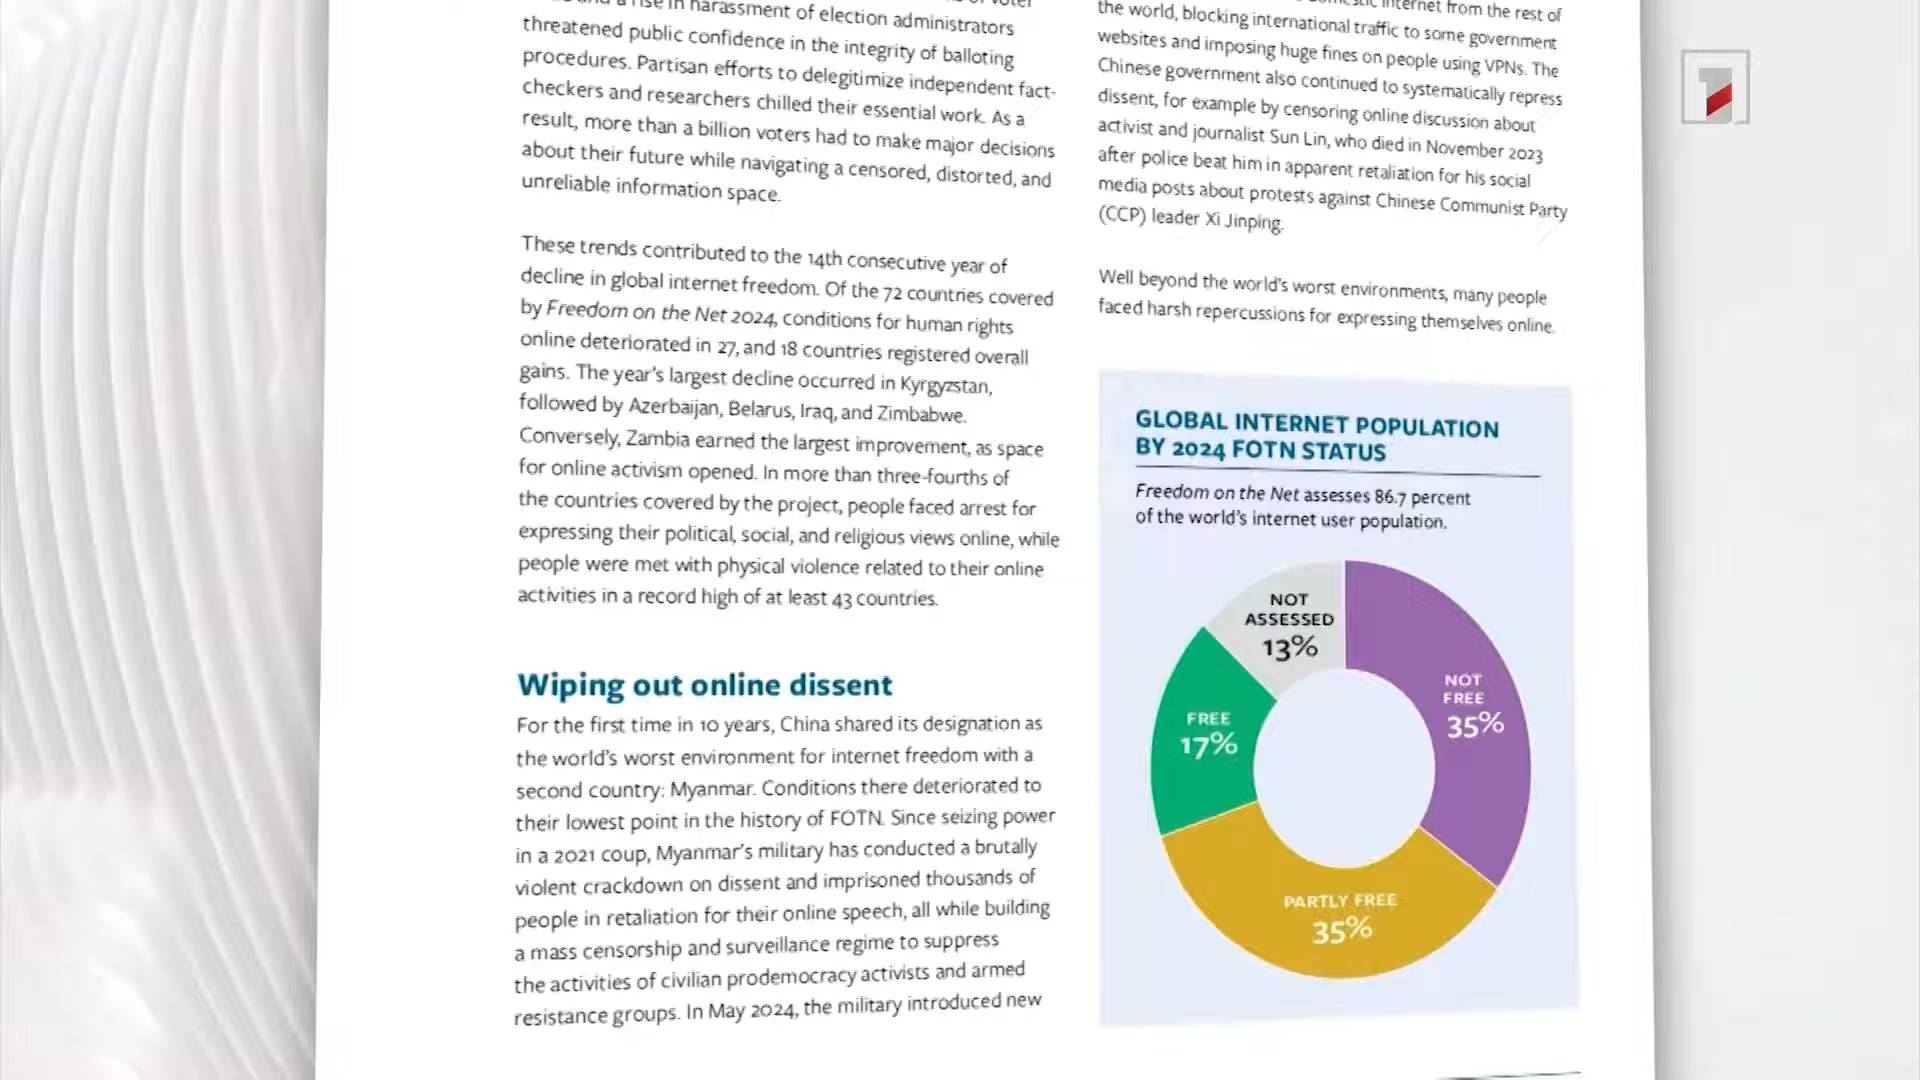 a rise in harassment of election administrators
threatened public confidence in the integrity of balloting
procedures. Partisan efforts to delegitimize independent fact-
checkers and researchers chilled their essential work. As a
result, more than a billion voters had to make major decisions
about their future while navigating a censored, distorted, and
unreliable information space.
These trends contributed to the 14th consecutive year of
decline in global internet freedom. Of the 72 countries covered
by Freedom on the Net 2024, conditions for human rights
online deteriorated in 27, and 18 countries registered overall
gains. The year's largest decline occurred in Kyrgyzstan,
followed by Azerbaijan, Belarus, Iraq, and Zimbabwe.
Conversely, Zambia earned the largest improvement, as space
for online activism opened. In more than three-fourths of
the countries covered by the project, people faced arrest for
expressing their political, social, and religious views online, while
people were met with physical violence related to their online
activities in a record high of at least 43 countries.
Wiping out online dissent
For the first time in 10 years, China shared its designation as
the world's worst environment for internet freedom with a
second country: Myanmar. Conditions there deteriorated to
their lowest point in the history of FOTN. Since seizing power
in a 2021 coup, Myanmar's military has conducted a brutally
violent crackdown on dissent and imprisoned thousands of
people in retaliation for their online speech, all while building
a mass censorship and surveillance regime to suppress
the activities of civilian prodemocracy activists and armed
resistance groups. In May 2024, the military introduced new
internet from the rest of
the world, blocking international traffic to some government
websites and imposing huge fines on people using VPNs. The
Chinese government also continued to systematically repress
dissent, for example by censoring online discussion about
activist and journalist Sun Lin, who died in November 2023
after police beat him in apparent retaliation for his social
media posts about protests against Chinese Communist Party
(CCP) leader Xi Jinping.
Well beyond the world's worst environments, many people
faced harsh repercussions for expressing themselves online.
GLOBAL INTERNET POPULATION
BY 2024 FOTN STATUS
Freedom on the Net assesses 86.7 percent
of the world's internet user population.
NOT
ASSESSED
13%
NOT
FREE
35%
FREE
17%
PARTLY FREE
35%
1